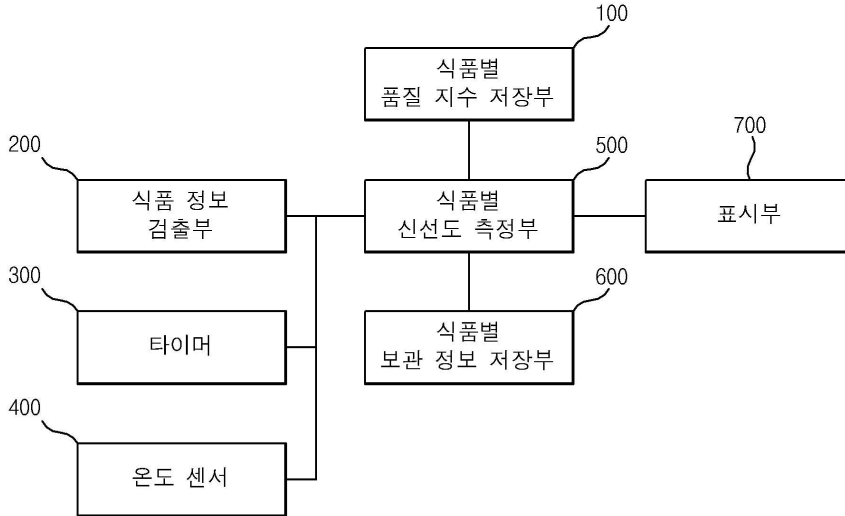 100
식품별
품질 지수 저장부
200
식품 정보
검출부
500
식품별
신선도 측정부
700
표시부
300
타이머
600
식품별
보관 정보 저장부
400
온도 센서